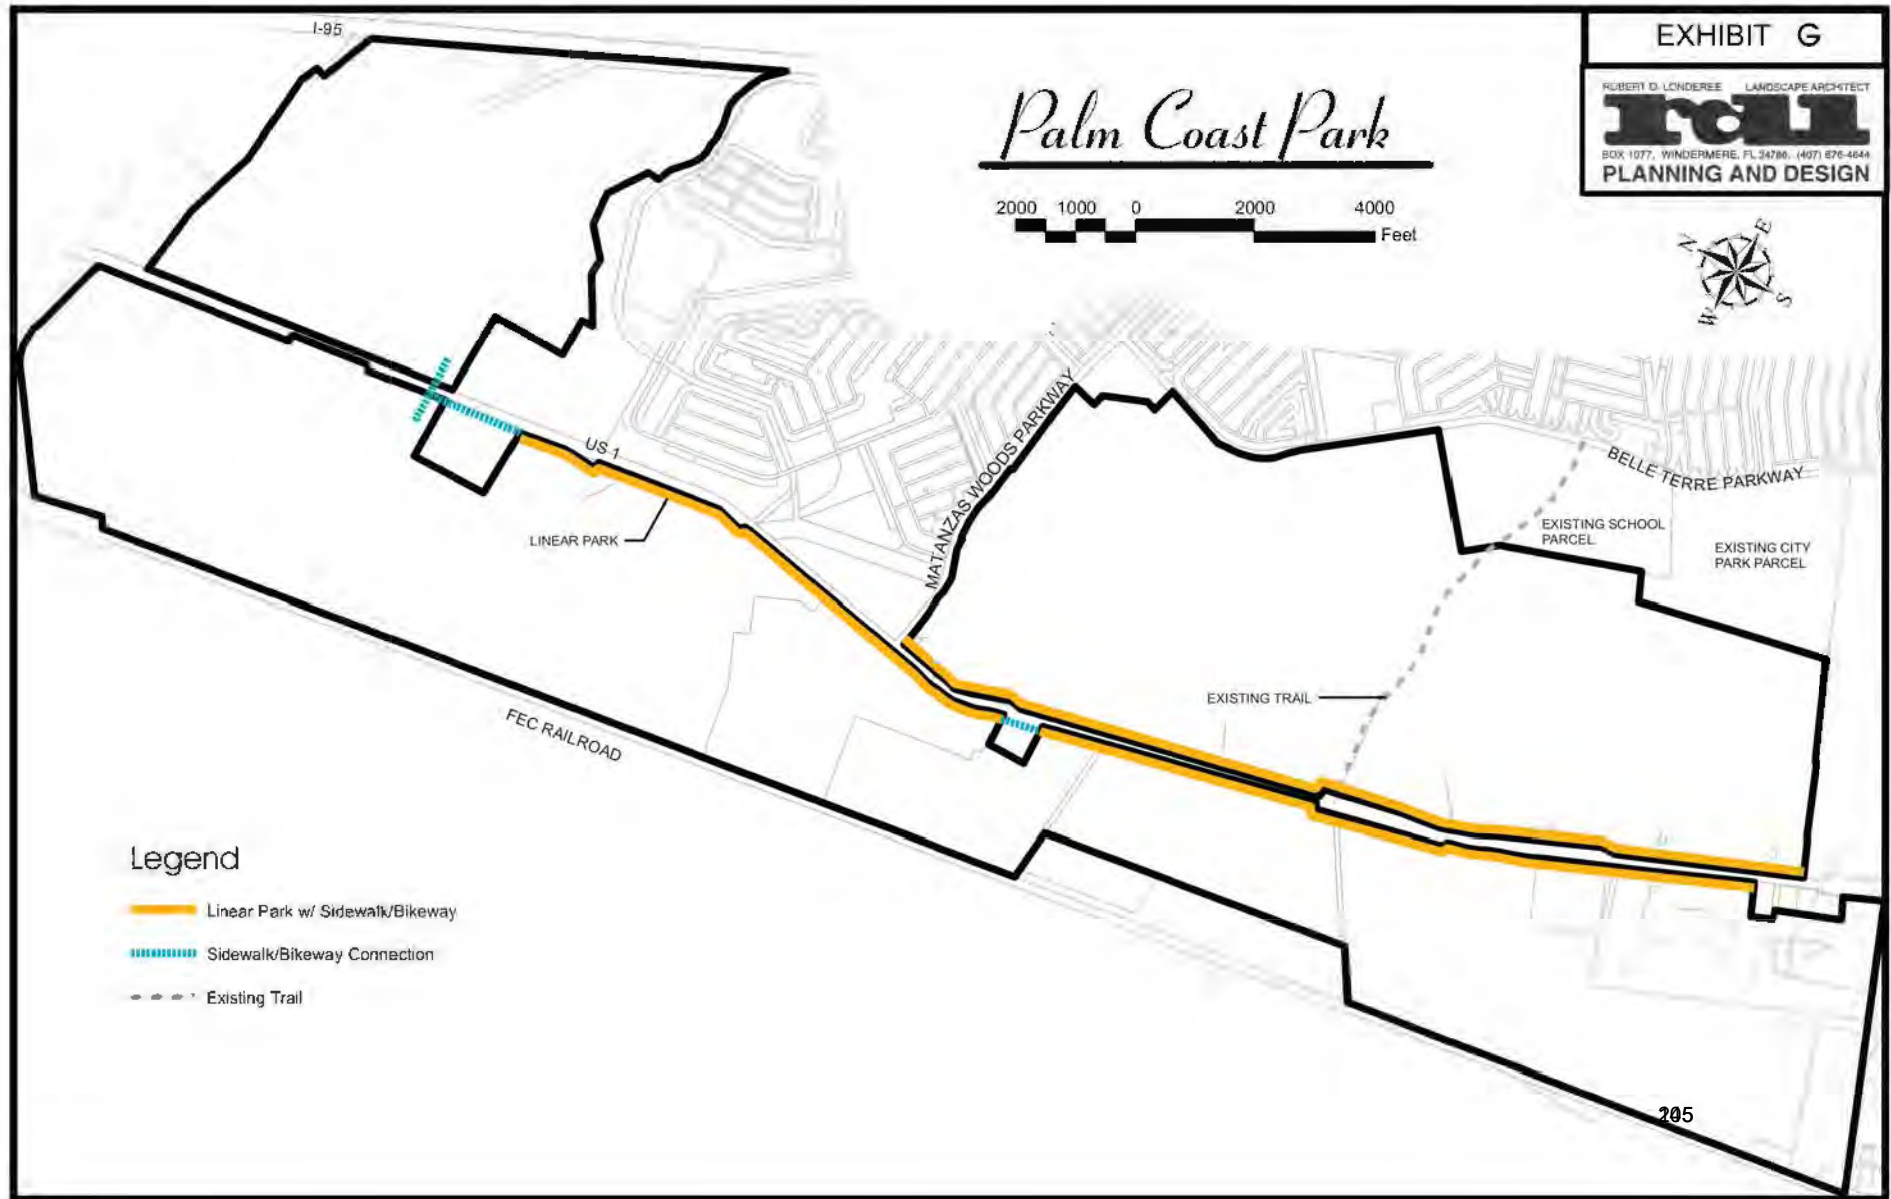 I-95
EXHIBIT G
ROBERT D. LONDEREE LANDSCAPE ARCHITECT
rdll
BOX 1077, WINDERMERE, FL 34786, (407) 876-4644
PLANNING AND DESIGN
Palm Coast Park
2000 1000 0 2000 4000
Feet
N E
W S
MATANZAS WOODS PARKWAY
US 1
BELLE TERRE PARKWAY
EXISTING SCHOOL
PARCEL
EXISTING CITY
PARK PARCEL
LINEAR PARK
EXISTING TRAIL
FEC RAILROAD
Legend
Linear Park w/ Sidewalk/Bikeway
Sidewalk/Bikeway Connection
Existing Trail